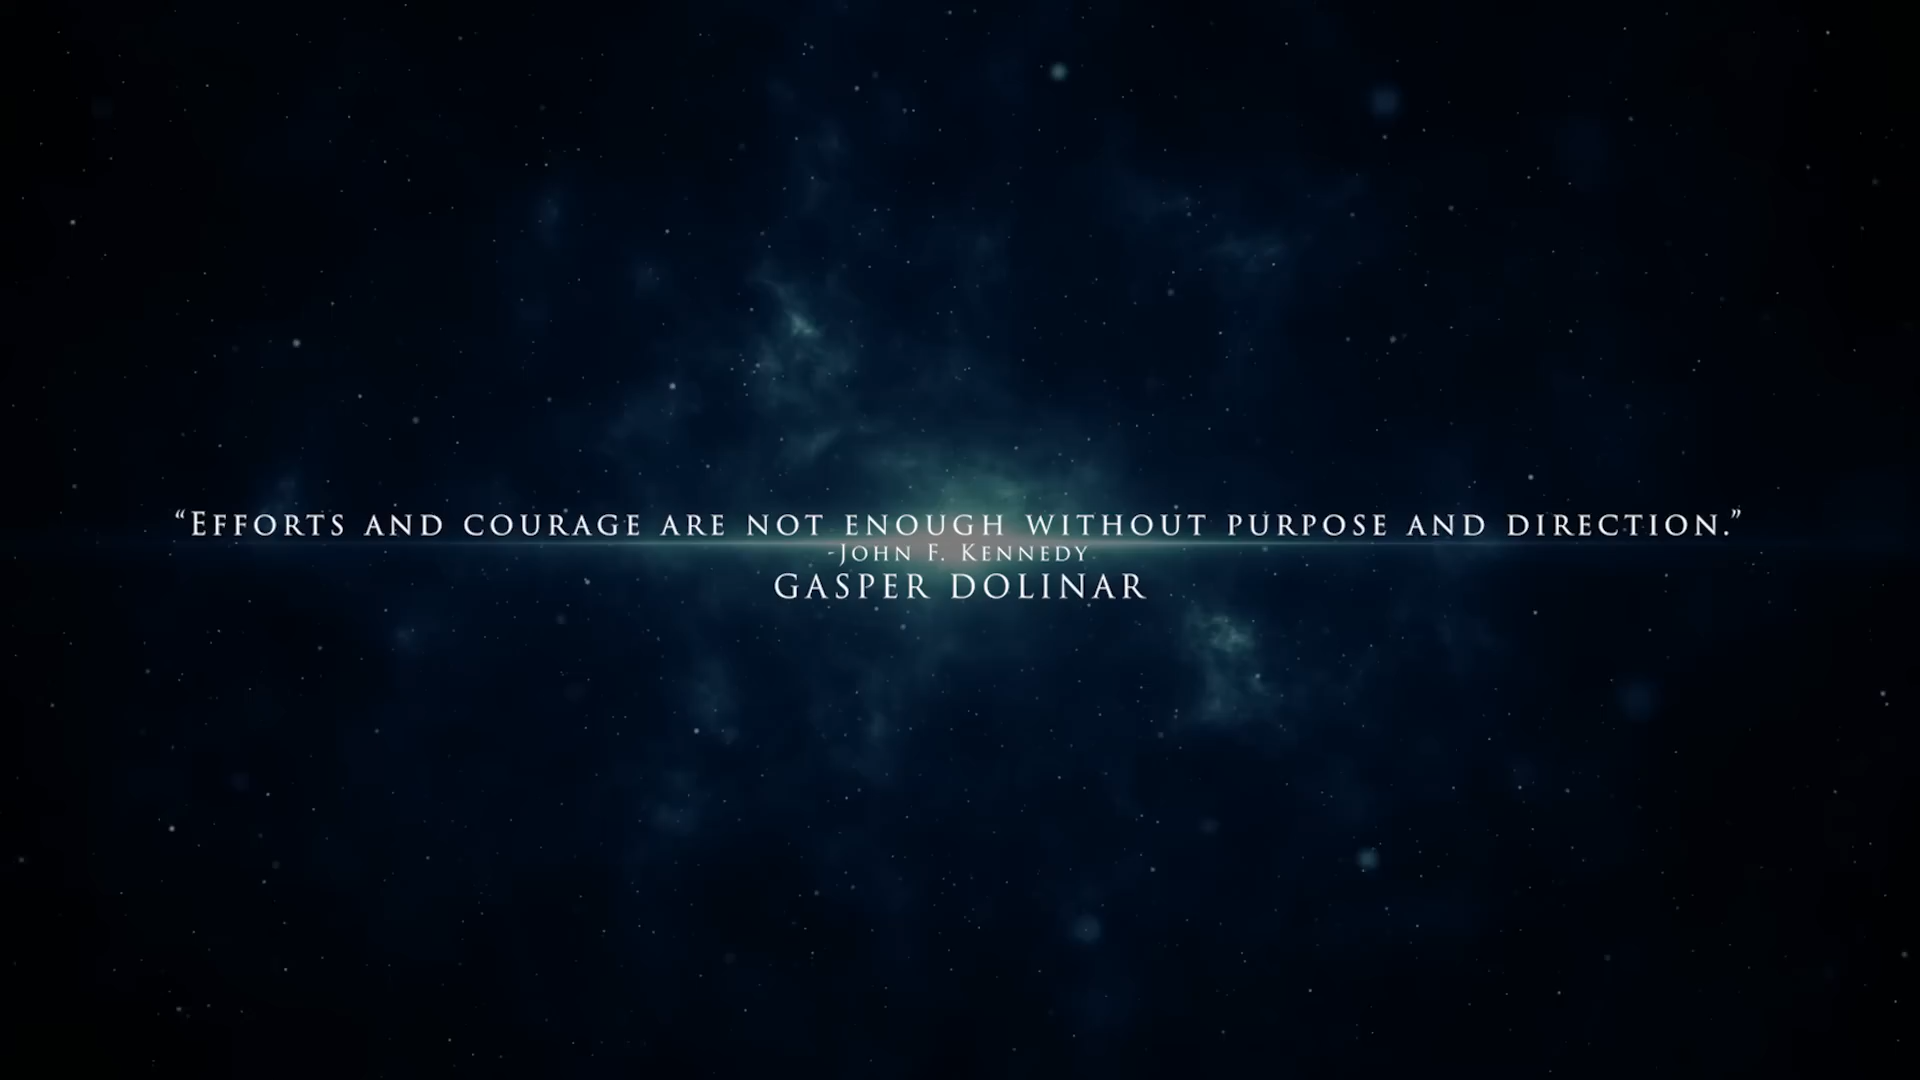 “Efforts and courage are not enough without purpose and direction.”
-John F. Kennedy
GASPER DOLINAR